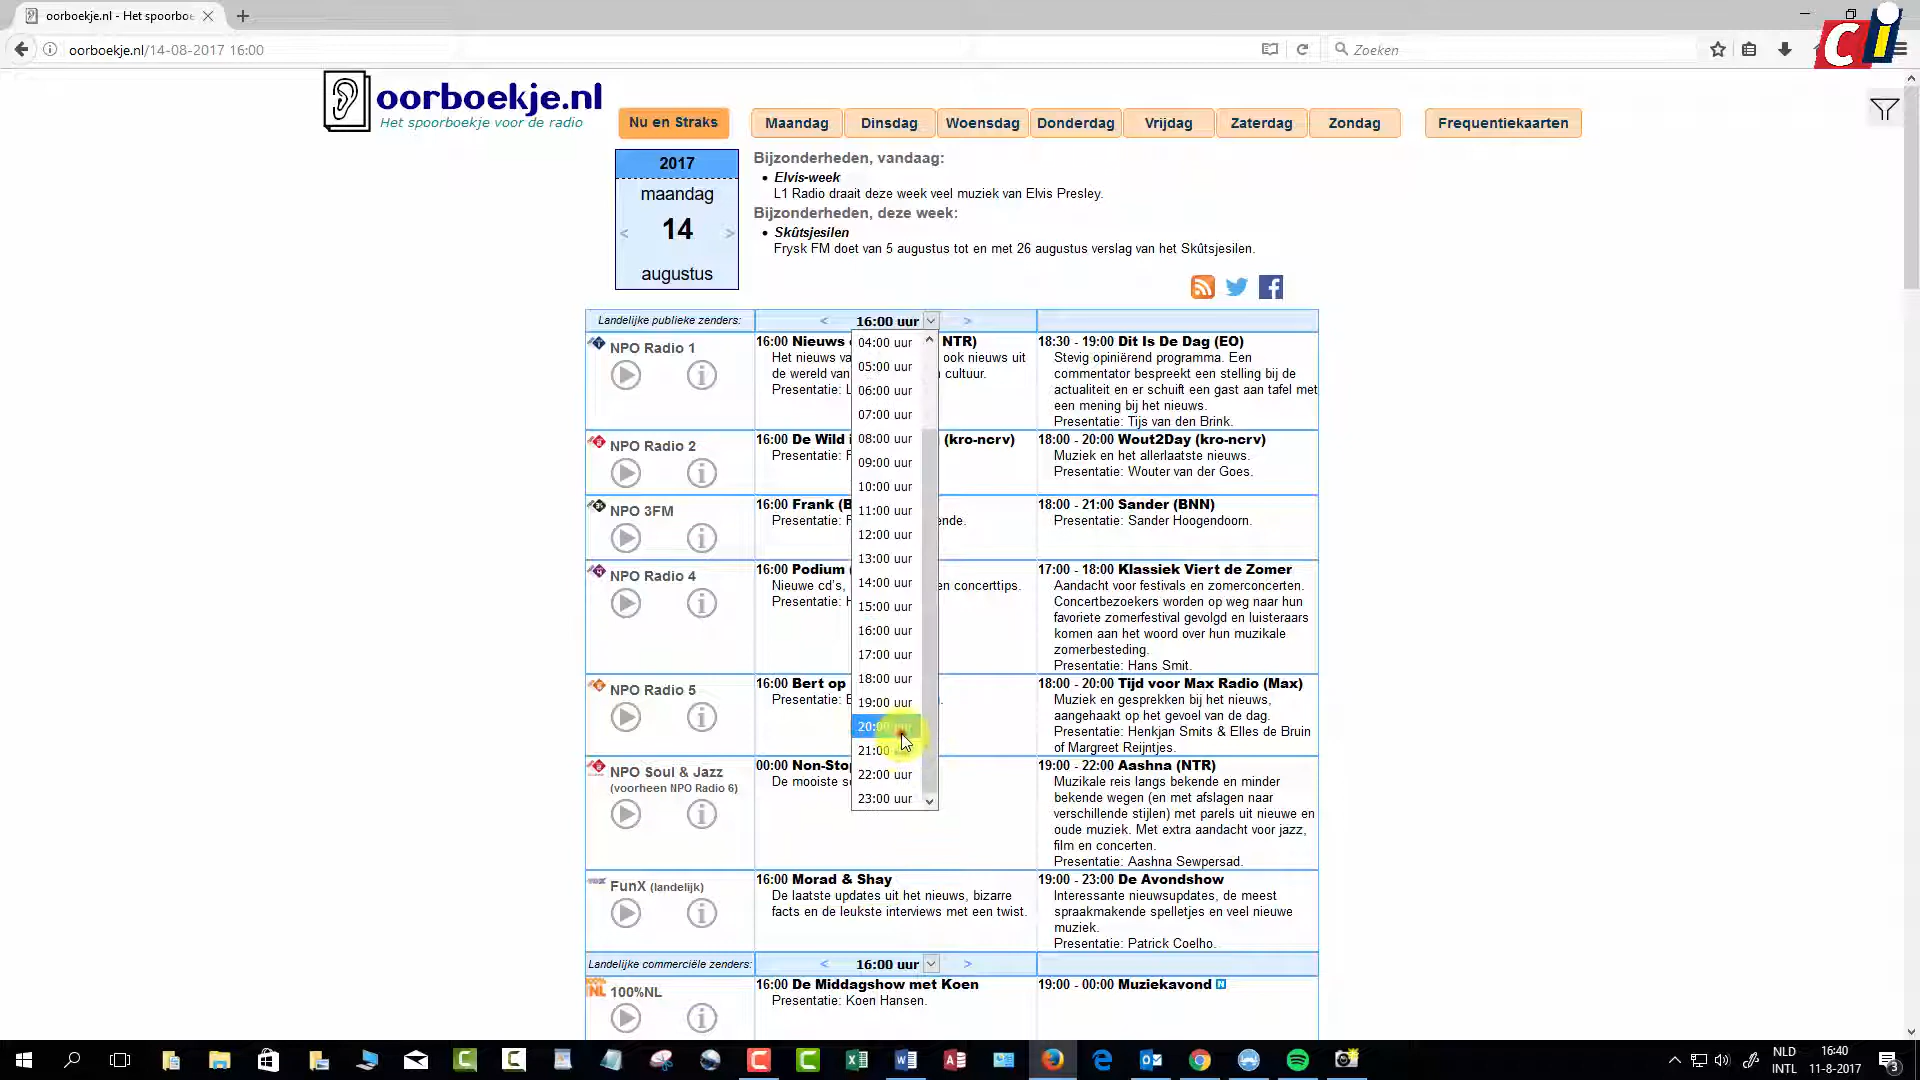 oorboekje.nl - Het spoorboe
oorboekje.nl/14-08-2017 16:00
Zoeken
Ci
oorboekje.nl
Het spoorboekje voor de radio
Nu en Straks
Maandag
Dinsdag
Woensdag
Donderdag
Vrijdag
Zaterdag
Zondag
Frequentiekaarten
2017
maandag
< 14 >
augustus
Bijzonderheden, vandaag:
• Elvis-week
L1 Radio draait deze week veel muziek van Elvis Presley.
Bijzonderheden, deze week:
• Skûtsjesilen
Frysk FM doet van 5 augustus tot en met 26 augustus verslag van het Skûtsjesilen.
Landelijke publieke zenders:
< 16:00 uur >
04:00 uur
05:00 uur
06:00 uur
07:00 uur
08:00 uur
09:00 uur
10:00 uur
11:00 uur
12:00 uur
13:00 uur
14:00 uur
15:00 uur
16:00 uur
17:00 uur
18:00 uur
19:00 uur
20:00 uur
21:00
22:00 uur
23:00 uur
NPO Radio 1
16:00 Nieuws NTR)
Het nieuws va ook nieuws uit
de wereld van cultuur.
Presentatie: L
18:30 - 19:00 Dit Is De Dag (EO)
Stevig opiniërend programma. Een
commentator bespreekt een stelling bij de
actualiteit en er schuift een gast aan tafel met
een mening bij het nieuws.
Presentatie: Tijs van den Brink.
NPO Radio 2
16:00 De Wild i (kro-ncrv)
Presentatie: F
18:00 - 20:00 Wout2Day (kro-ncrv)
Muziek en het allerlaatste nieuws.
Presentatie: Wouter van der Goes.
NPO 3FM
16:00 Frank (B
Presentatie: F ende.
18:00 - 21:00 Sander (BNN)
Presentatie: Sander Hoogendoorn.
NPO Radio 4
16:00 Podium (
Nieuwe cd's, en concerttips.
Presentatie: H
17:00 - 18:00 Klassiek Viert de Zomer
Aandacht voor festivals en zomerconcerten.
Concertbezoekers worden op weg naar hun
favoriete zomerfestival gevolgd en luisteraars
komen aan het woord over hun muzikale
zomerbesteding.
Presentatie: Hans Smit.
NPO Radio 5
16:00 Bert op
Presentatie: B g.
18:00 - 20:00 Tijd voor Max Radio (Max)
Muziek en gesprekken bij het nieuws,
aangehaakt op het gevoel van de dag.
Presentatie: Henkjan Smits & Elles de Bruin
of Margreet Reijntjes.
NPO Soul & Jazz
(voorheen NPO Radio 6)
00:00 Non-Stop
De mooiste s
19:00 - 22:00 Aashna (NTR)
Muzikale reis langs bekende en minder
bekende wegen (en met afslagen naar
verschillende stijlen) met parels uit nieuwe en
oude muziek. Met extra aandacht voor jazz,
film en concerten.
Presentatie: Aashna Sewpersad.
FunX (landelijk)
16:00 Morad & Shay
De laatste updates uit het nieuws, bizarre
facts en de leukste interviews met een twist.
19:00 - 23:00 De Avondshow
Interessante nieuwsupdates, de meest
spraakmakende spelletjes en veel nieuwe
muziek.
Presentatie: Patrick Coelho.
Landelijke commerciële zenders:
< 16:00 uur >
100%NL
16:00 De Middagshow met Koen
Presentatie: Koen Hansen.
19:00 - 00:00 Muziekavond N
NLD
INTL
16:40
11-8-2017
3